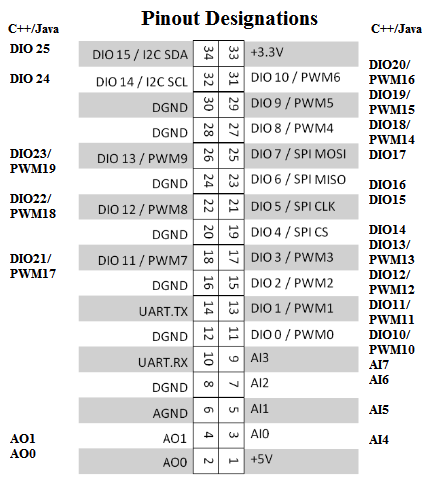 Pinout Designations
C++/Java
C++/Java
DIO 25 DIO 15 / I2C SDA 34 33 +3.3V
DIO 24 DIO 14 / I2C SCL 32 31 DIO 10 / PWM6 DIO20/
PWM16
DGND 30 29 DIO 9 / PWM5 DIO19/
PWM15
DGND 28 27 DIO 8 / PWM4 DIO18/
PWM14
DIO23/
PWM19 DIO 13 / PWM9 26 25 DIO 7 / SPI MOSI DIO17
DGND 24 23 DIO 6 / SPI MISO DIO16
DIO22/
PWM18 DIO 12 / PWM8 22 21 DIO 5 / SPI CLK DIO15
DGND 20 19 DIO 4 / SPI CS DIO14
DIO21/
PWM17 DIO 11 / PWM7 18 17 DIO 3 / PWM3 DIO13/
PWM13
DGND 16 15 DIO 2 / PWM2 DIO12/
PWM12
UART.TX 14 13 DIO 1 / PWM1 DIO11/
PWM11
DGND 12 11 DIO 0 / PWM0 DIO10/
PWM10
UART.RX 10 9 AI3 AI7
DGND 8 7 AI2 AI6
AGND 6 5 AI1 AI5
AO1 AO1 4 3 AI0 AI4
AO0 AO0 2 1 +5V